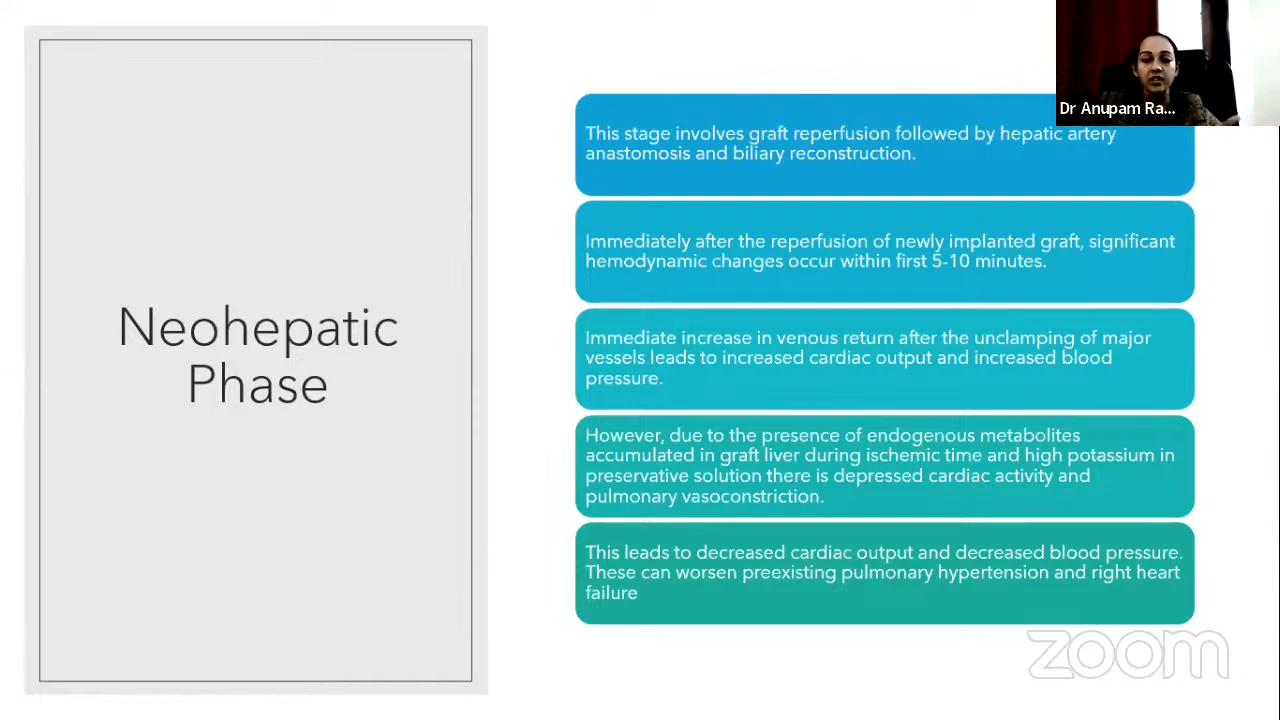 Dr Anupam Ra...
Neohepatic
Phase
This stage involves graft reperfusion followed by hepatic artery
anastomosis and biliary reconstruction.
Immediately after the reperfusion of newly implanted graft, significant
hemodynamic changes occur within first 5-10 minutes.
Immediate increase in venous return after the unclamping of major
vessels leads to increased cardiac output and increased blood
pressure.
However, due to the presence of endogenous metabolites
accumulated in graft liver during ischemic time and high potassium in
preservative solution there is depressed cardiac activity and
pulmonary vasoconstriction.
This leads to decreased cardiac output and decreased blood pressure.
These can worsen preexisting pulmonary hypertension and right heart
failure
zoom